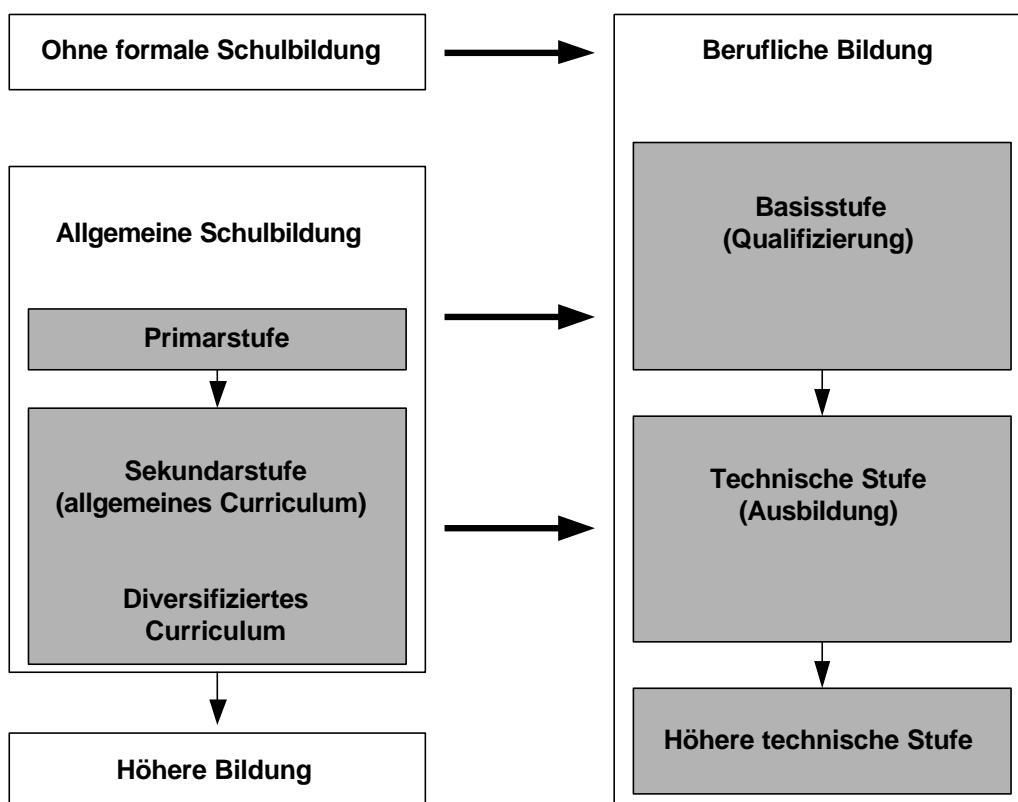 Ohne formale Schulbildung
Allgemeine Schulbildung
Primarstufe
Sekundarstufe
(allgemeines Curriculum)
Diversifiziertes
Curriculum
Höhere Bildung
Berufliche Bildung
Basisstufe
(Qualifizierung)
Technische Stufe
(Ausbildung)
Höhere technische Stufe